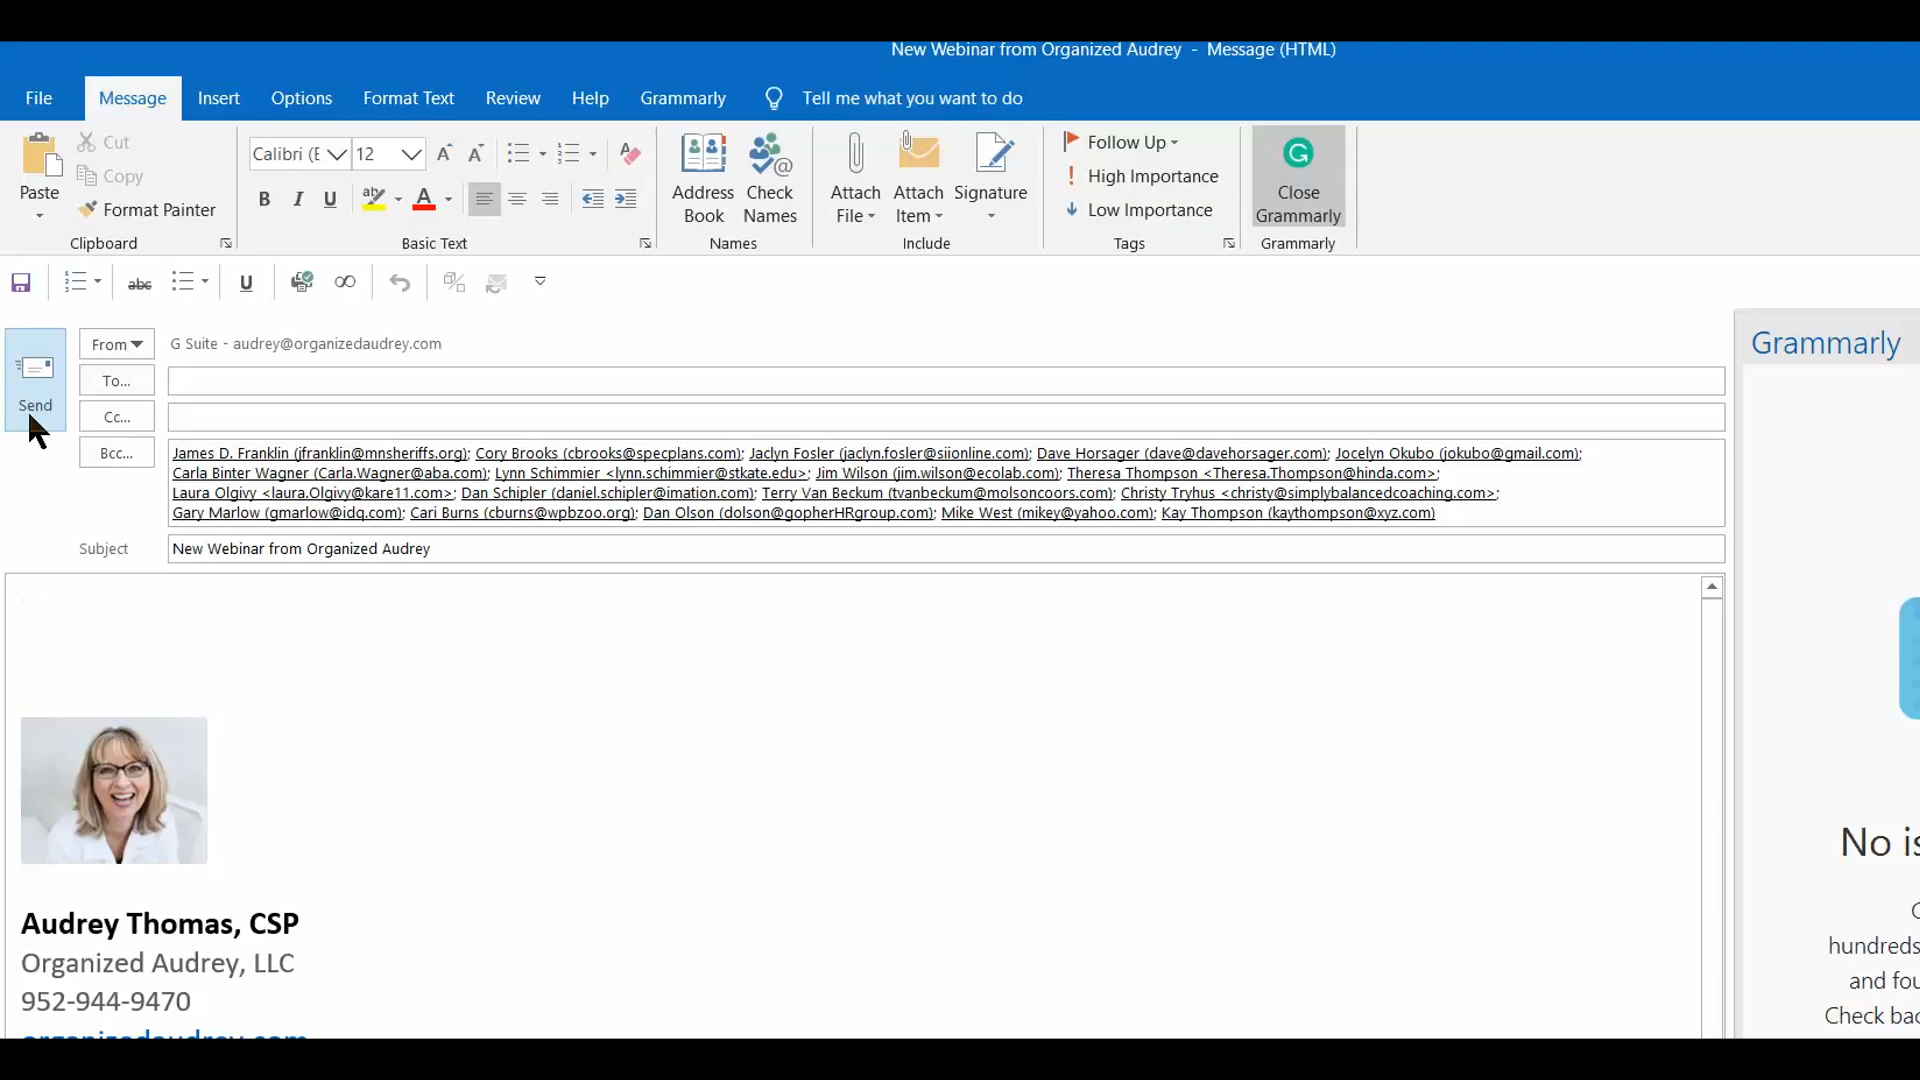 New Webinar from Organized Audrey - Message (HTML)
File Message Insert Options Format Text Review Help Grammarly Tell me what you want to do
Paste
Cut
Copy
Format Painter
Clipboard
Calibri (E 12
B I U
Basic Text
Address Book
Check Names
Names
Attach File
Attach Item
Signature
Include
Follow Up
High Importance
Low Importance
Tags
Close Grammarly
Grammarly
abc U
Send
From G Suite - audrey@organizedaudrey.com
To...
Cc...
Bcc...
James D. Franklin (jfranklin@mnsheriffs.org); Cory Brooks (cbrooks@specplans.com); Jaclyn Fosler (jaclyn.fosler@siionline.com); Dave Horsager (dave@davehorsager.com); Jocelyn Okubo (jokubo@gmail.com);
Carla Binter Wagner (Carla.Wagner@aba.com); Lynn Schimmier <lynn.schimmier@stkate.edu>; Jim Wilson (jim.wilson@ecolab.com); Theresa Thompson <Theresa.Thompson@hinda.com>;
Laura Olgivy <laura.Olgivy@kare11.com>; Dan Schipler (daniel.schipler@imation.com); Terry Van Beckum (tvanbeckum@molsoncoors.com); Christy Tryhus <christy@simplybalancedcoaching.com>;
Gary Marlow (gmarlow@idq.com); Cari Burns (cburns@wpbzoo.org); Dan Olson (dolson@gopherHRgroup.com); Mike West (mikey@yahoo.com); Kay Thompson (kaythompson@xyz.com)
Subject New Webinar from Organized Audrey
Audrey Thomas, CSP
Organized Audrey, LLC
952-944-9470
organizedaudrey.com
Grammarly
No is
hundreds
and fou
Check bac